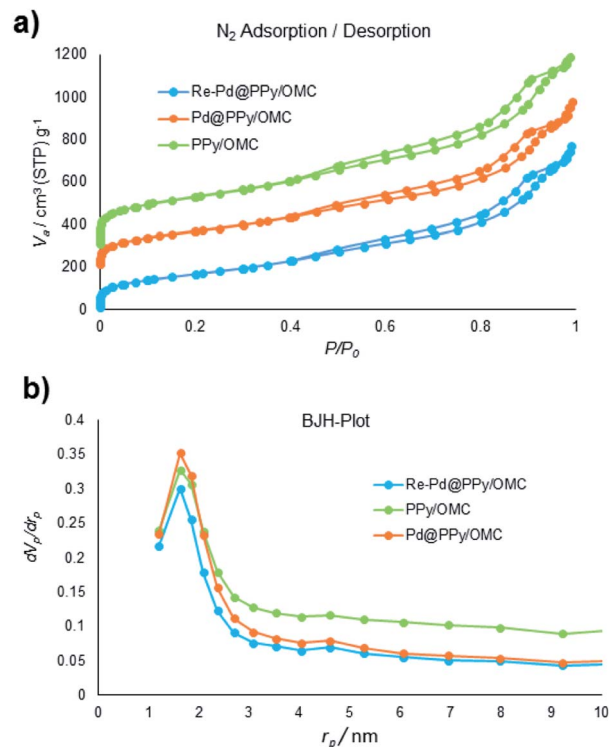 a)
N₂ Adsorption / Desorption
1200
1000
800
600
400
200
0
Vₐ / cm³ (STP) g⁻¹
Re-Pd@PPy/OMC
Pd@PPy/OMC
PPy/OMC
0 0.2 0.4 0.6 0.8 1
P/P₀
b)
BJH-Plot
0.4
0.35
0.3
0.25
0.2
0.15
0.1
0.05
0
dVₚ/drₚ
Re-Pd@PPy/OMC
PPy/OMC
Pd@PPy/OMC
0 1 2 3 4 5 6 7 8 9 10
rₚ / nm